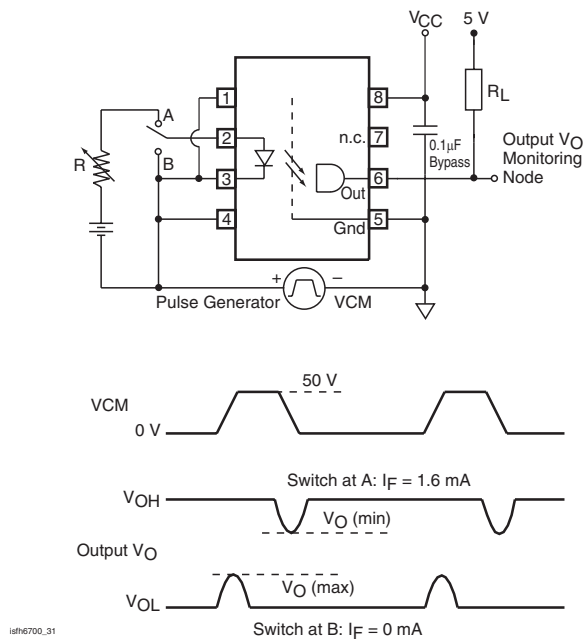 VCC 5 V
A
B
R
1
2
3
4
8
7
6
5
n.c.
Out
Gnd
RL
0.1μF
Bypass
Output VO
Monitoring
Node
+
−
Pulse Generator VCM
VCM
50 V
0 V
Switch at A: IF = 1.6 mA
VOH
VO (min)
Output VO
VO (max)
VOL
Switch at B: IF = 0 mA
isfh6700_31